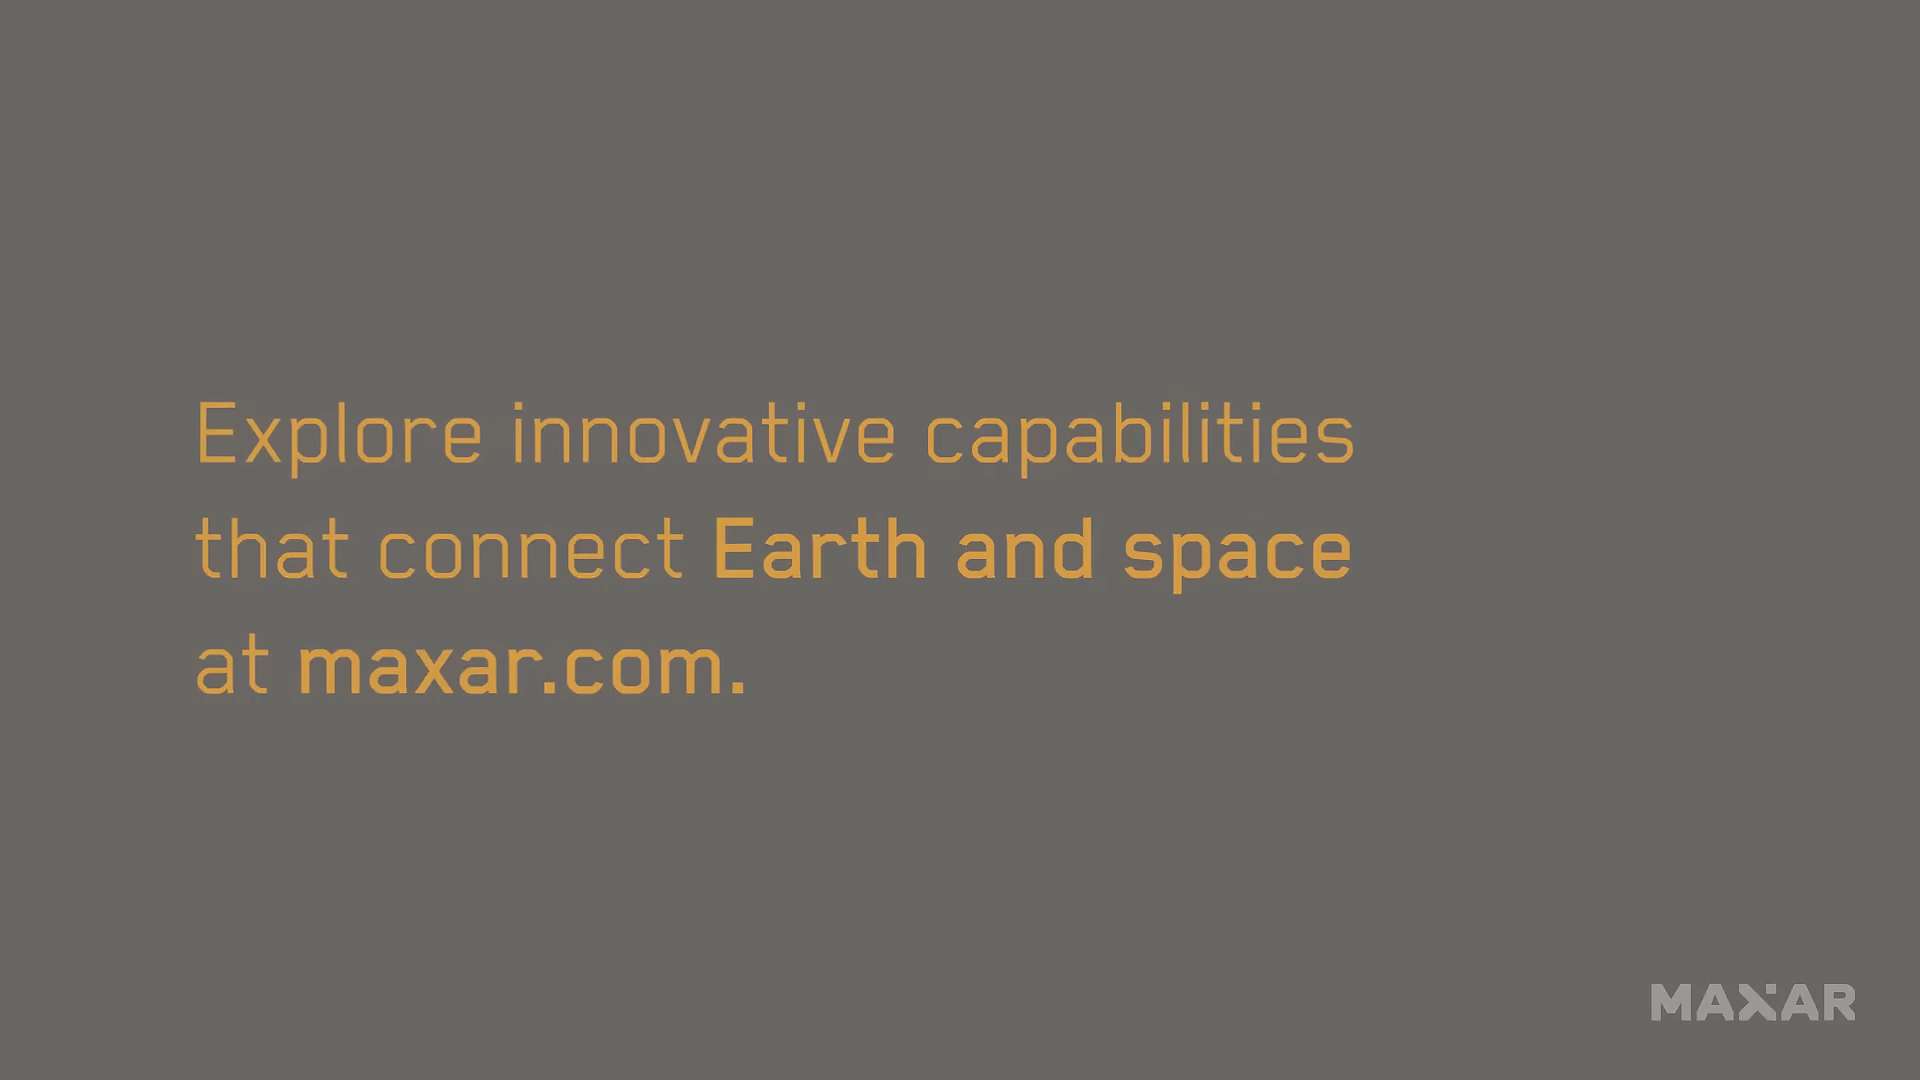 Explore innovative capabilities
that connect Earth and space
at maxar.com.
MAXAR